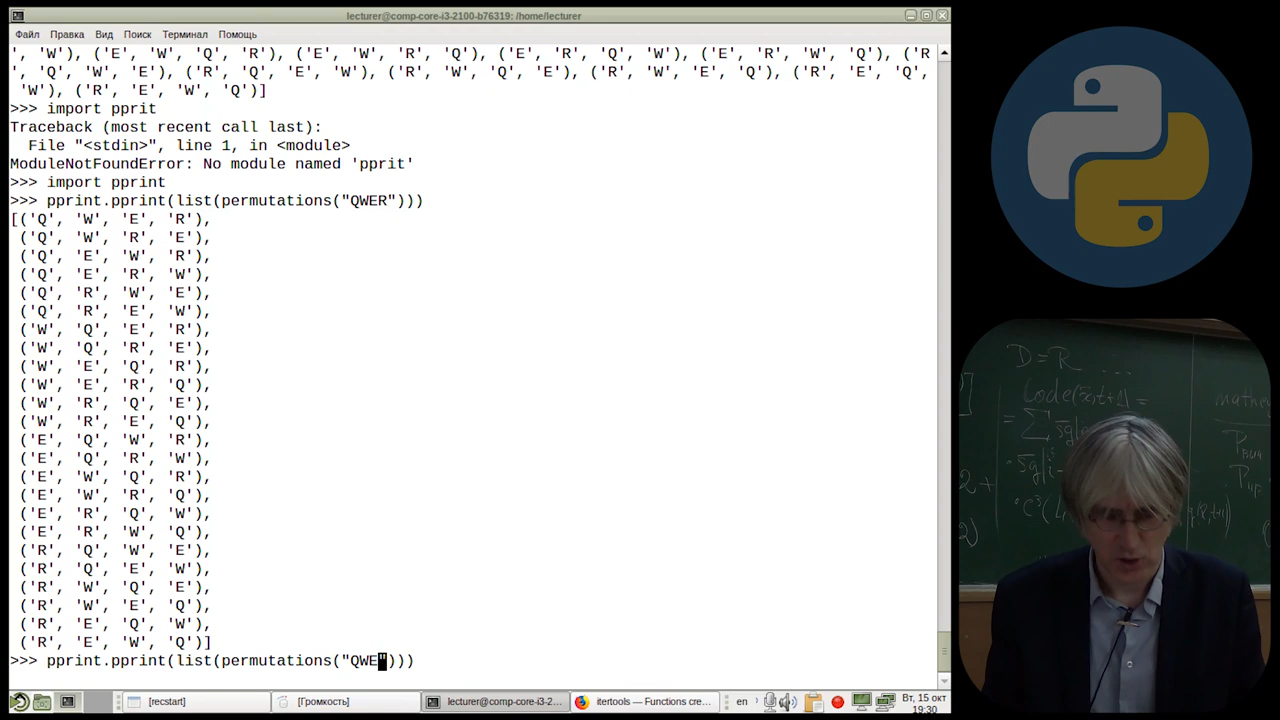 lecturer@comp-core-i3-2100-b76319: /home/lecturer
Файл Правка Вид Поиск Терминал Помощь
', 'W'), ('E', 'W', 'Q', 'R'), ('E', 'W', 'R', 'Q'), ('E', 'R', 'Q', 'W'), ('E', 'R', 'W', 'Q'), ('R
', 'Q', 'W', 'E'), ('R', 'Q', 'E', 'W'), ('R', 'W', 'Q', 'E'), ('R', 'W', 'E', 'Q'), ('R', 'E', 'Q',
'W'), ('R', 'E', 'W', 'Q')]
>>> import pprit
Traceback (most recent call last):
File "<stdin>", line 1, in <module>
ModuleNotFoundError: No module named 'pprit'
>>> import pprint
>>> pprint.pprint(list(permutations("QWER")))
[('Q', 'W', 'E', 'R'),
('Q', 'W', 'R', 'E'),
('Q', 'E', 'W', 'R'),
('Q', 'E', 'R', 'W'),
('Q', 'R', 'W', 'E'),
('Q', 'R', 'E', 'W'),
('W', 'Q', 'E', 'R'),
('W', 'Q', 'R', 'E'),
('W', 'E', 'Q', 'R'),
('W', 'E', 'R', 'Q'),
('W', 'R', 'Q', 'E'),
('W', 'R', 'E', 'Q'),
('E', 'Q', 'W', 'R'),
('E', 'Q', 'R', 'W'),
('E', 'W', 'Q', 'R'),
('E', 'W', 'R', 'Q'),
('E', 'R', 'Q', 'W'),
('E', 'R', 'W', 'Q'),
('R', 'Q', 'W', 'E'),
('R', 'Q', 'E', 'W'),
('R', 'W', 'Q', 'E'),
('R', 'W', 'E', 'Q'),
('R', 'E', 'Q', 'W'),
('R', 'E', 'W', 'Q')]
>>> pprint.pprint(list(permutations("QWE")))
[recstart] [Громкость] lecturer@comp-core-i3-2... itertools — Functions cre... en Вт, 15 окт
19:30
D = R ...
Code(